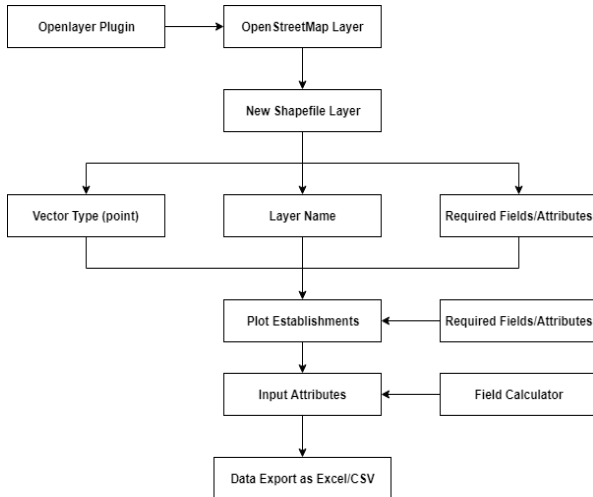 Openlayer Plugin
OpenStreetMap Layer
New Shapefile Layer
Vector Type (point)
Layer Name
Required Fields/Attributes
Plot Establishments
Required Fields/Attributes
Input Attributes
Field Calculator
Data Export as Excel/CSV